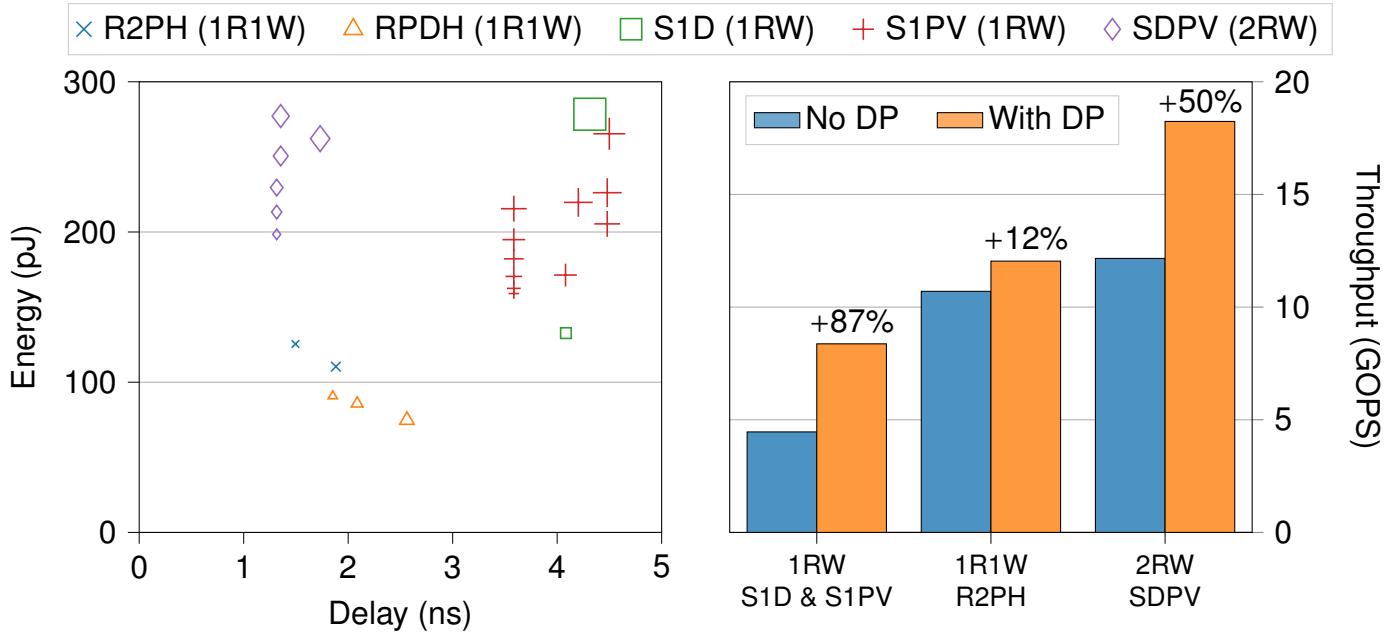 R2PH (1R1W) RPDH (1R1W) S1D (1RW) S1PV (1RW) SDPV (2RW)
300
200
100
0
Energy (pJ)
0 1 2 3 4 5
Delay (ns)
No DP With DP
+87%
+12%
+50%
20
15
10
5
0
Throughput (GOPS)
1RW 1R1W 2RW
S1D & S1PV R2PH SDPV